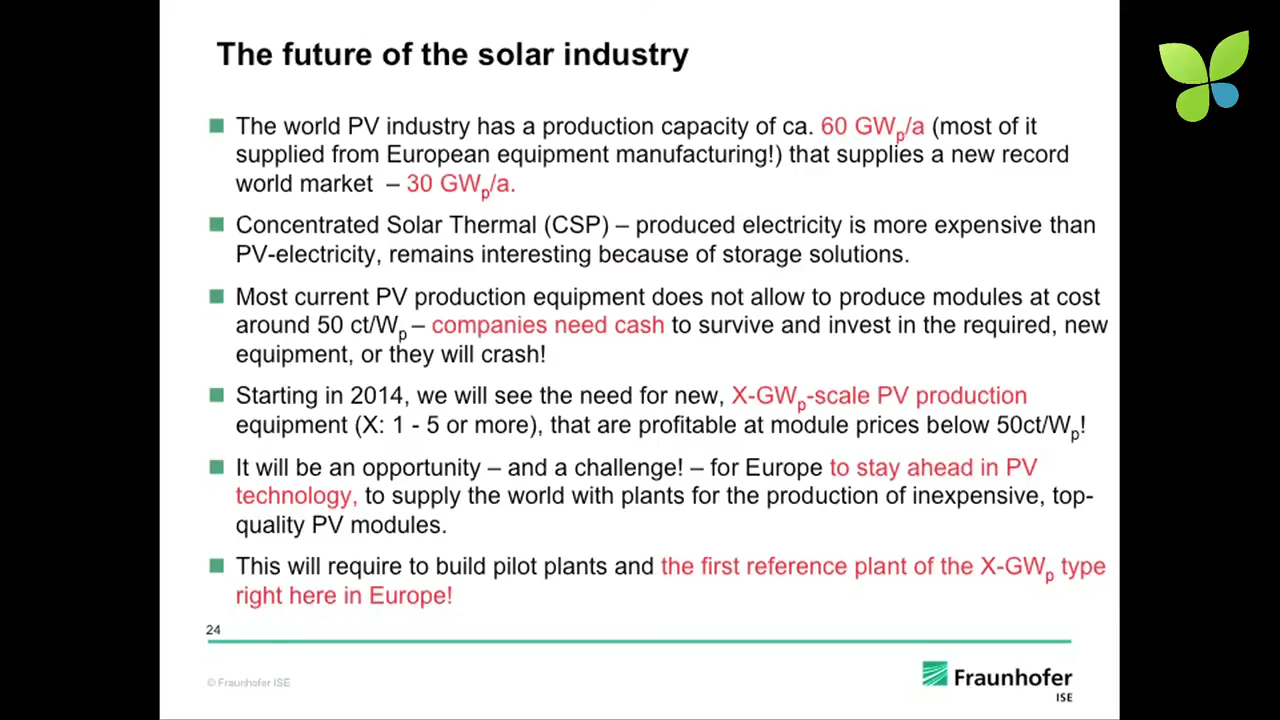 The future of the solar industry
The world PV industry has a production capacity of ca. 60 GWp/a (most of it
supplied from European equipment manufacturing!) that supplies a new record
world market – 30 GWp/a.
Concentrated Solar Thermal (CSP) – produced electricity is more expensive than
PV-electricity, remains interesting because of storage solutions.
Most current PV production equipment does not allow to produce modules at cost
around 50 ct/Wp – companies need cash to survive and invest in the required, new
equipment, or they will crash!
Starting in 2014, we will see the need for new, X-GWp-scale PV production
equipment (X: 1 - 5 or more), that are profitable at module prices below 50ct/Wp!
It will be an opportunity – and a challenge! – for Europe to stay ahead in PV
technology, to supply the world with plants for the production of inexpensive, top-
quality PV modules.
This will require to build pilot plants and the first reference plant of the X-GWp type
right here in Europe!
24
© Fraunhofer ISE
Fraunhofer
ISE